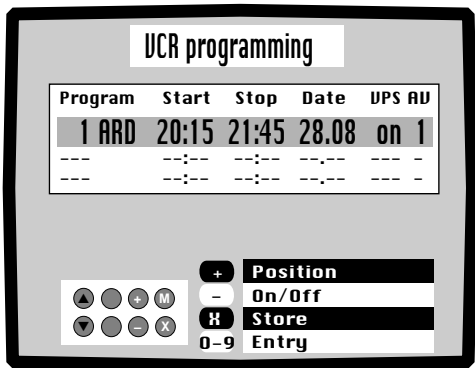 VCR programming
Program Start Stop Date VPS AV
1 ARD 20:15 21:45 28.08 on 1
--- --:-- --:-- --.-- --- -
--- --:-- --:-- --.-- --- -
+ Position
– On/Off
X Store
0-9 Entry
▲ + M
▼ – X